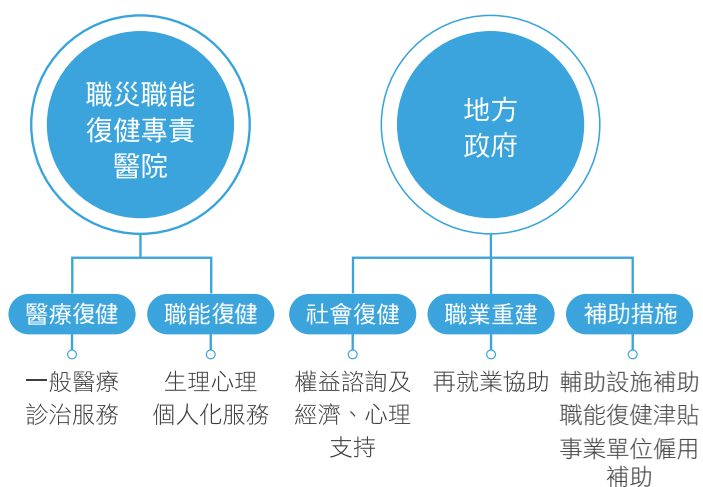 職災職能
復健專責
醫院
地方
政府
醫療復健
職能復健
社會復健
職業重建
補助措施
一般醫療
診治服務
生理心理
個人化服務
權益諮詢及
經濟、心理
支持
再就業協助
輔助設施補助
職能復健津貼
事業單位僱用
補助